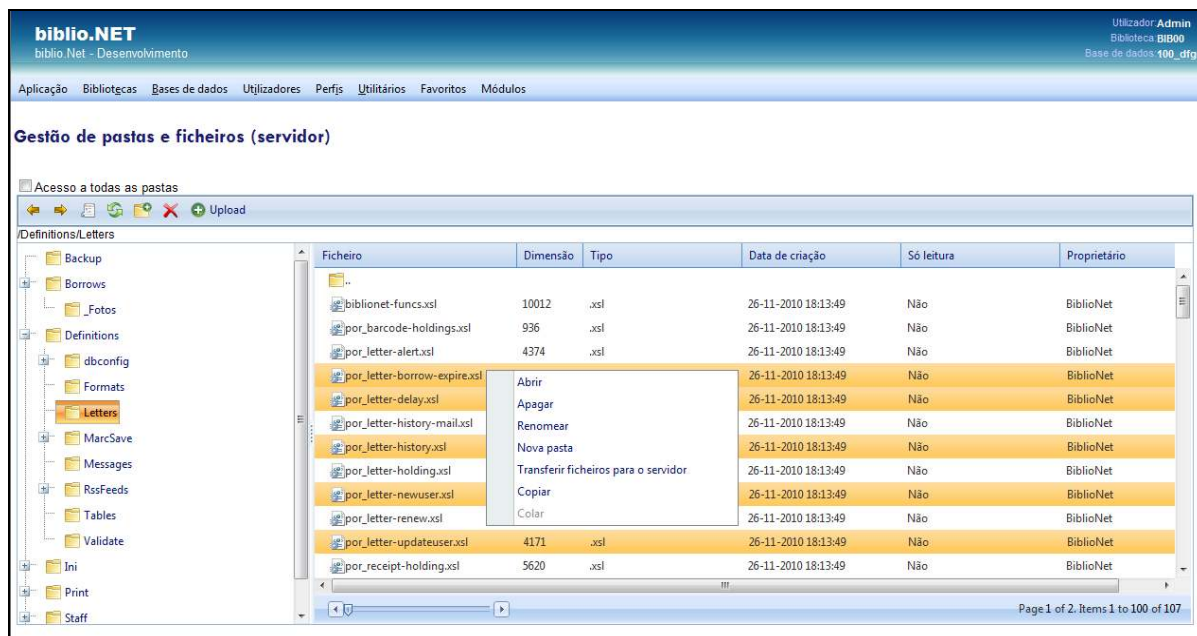 biblio.NET
biblio.Net - Desenvolvimento
Utilizador:Admin
Biblioteca:BIB00
Base de dados:100_dfg
Aplicação Bibliotecas Bases de dados Utilizadores Perfis Utilitários Favoritos Módulos
Gestão de pastas e ficheiros (servidor)
Acesso a todas as pastas
Upload
/Definitions/Letters
Backup
Borrows
_Fotos
Definitions
dbconfig
Formats
Letters
MarcSave
Messages
RssFeeds
Tables
Validate
Ini
Print
Staff
Ficheiro Dimensão Tipo Data de criação Só leitura Proprietário
..
biblionet-funcs.xsl 10012 .xsl 26-11-2010 18:13:49 Não BiblioNet
por_barcode-holdings.xsl 936 .xsl 26-11-2010 18:13:49 Não BiblioNet
por_letter-alert.xsl 4374 .xsl 26-11-2010 18:13:49 Não BiblioNet
por_letter-borrow-expire.xsl 26-11-2010 18:13:49 Não BiblioNet
por_letter-delay.xsl 26-11-2010 18:13:49 Não BiblioNet
por_letter-history-mail.xsl 26-11-2010 18:13:49 Não BiblioNet
por_letter-history.xsl 26-11-2010 18:13:49 Não BiblioNet
por_letter-holding.xsl 26-11-2010 18:13:49 Não BiblioNet
por_letter-newuser.xsl 26-11-2010 18:13:49 Não BiblioNet
por_letter-renew.xsl 26-11-2010 18:13:49 Não BiblioNet
por_letter-updateuser.xsl 4171 .xsl 26-11-2010 18:13:49 Não BiblioNet
por_receipt-holding.xsl 5620 .xsl 26-11-2010 18:13:49 Não BiblioNet
Abrir
Apagar
Renomear
Nova pasta
Transferir ficheiros para o servidor
Copiar
Colar
Page 1 of 2. Items 1 to 100 of 107